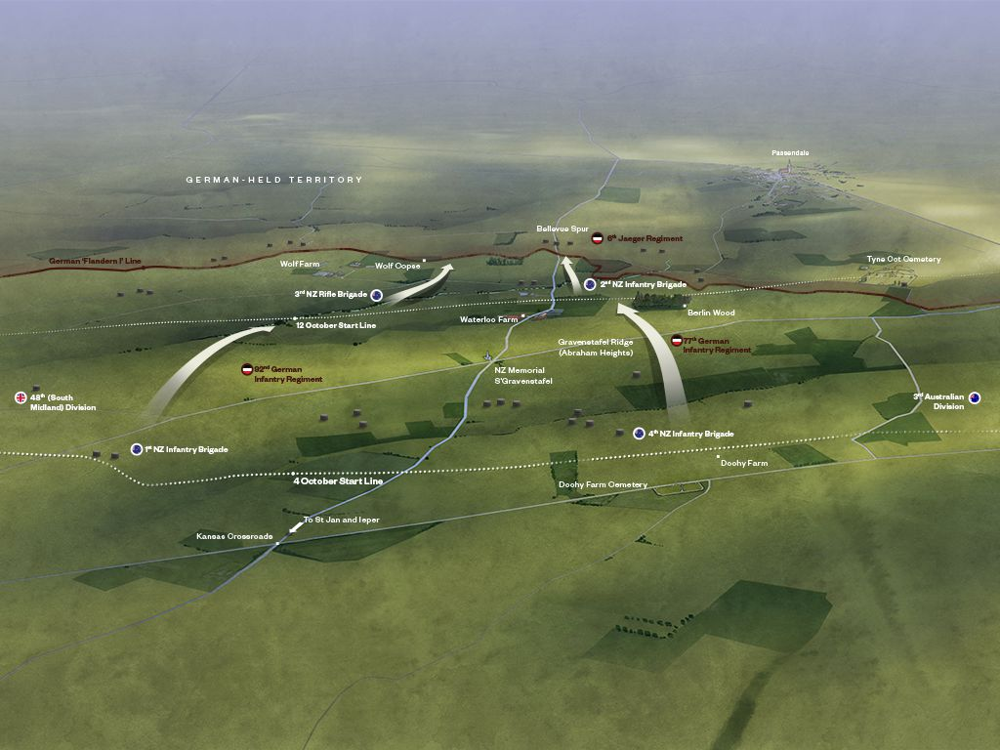 Passendale
GERMAN-HELD TERRITORY
Bellevue Spur
6th Jaeger Regiment
German 'Flandern I' Line
Wolf Farm
Wolf Copse
Tyne Cot Cemetery
3rd NZ Rifle Brigade
2nd NZ Infantry Brigade
12 October Start Line
Waterloo Farm
Berlin Wood
Gravenstafel Ridge
(Abraham Heights)
77th German
Infantry Regiment
92nd German
Infantry Regiment
NZ Memorial
S'Gravenstafel
48th (South
Midland) Division
3rd Australian
Division
1st NZ Infantry Brigade
4th NZ Infantry Brigade
Doohy Farm
4 October Start Line
Doohy Farm Cemetery
To St Jan and Ieper
Kansas Crossroads